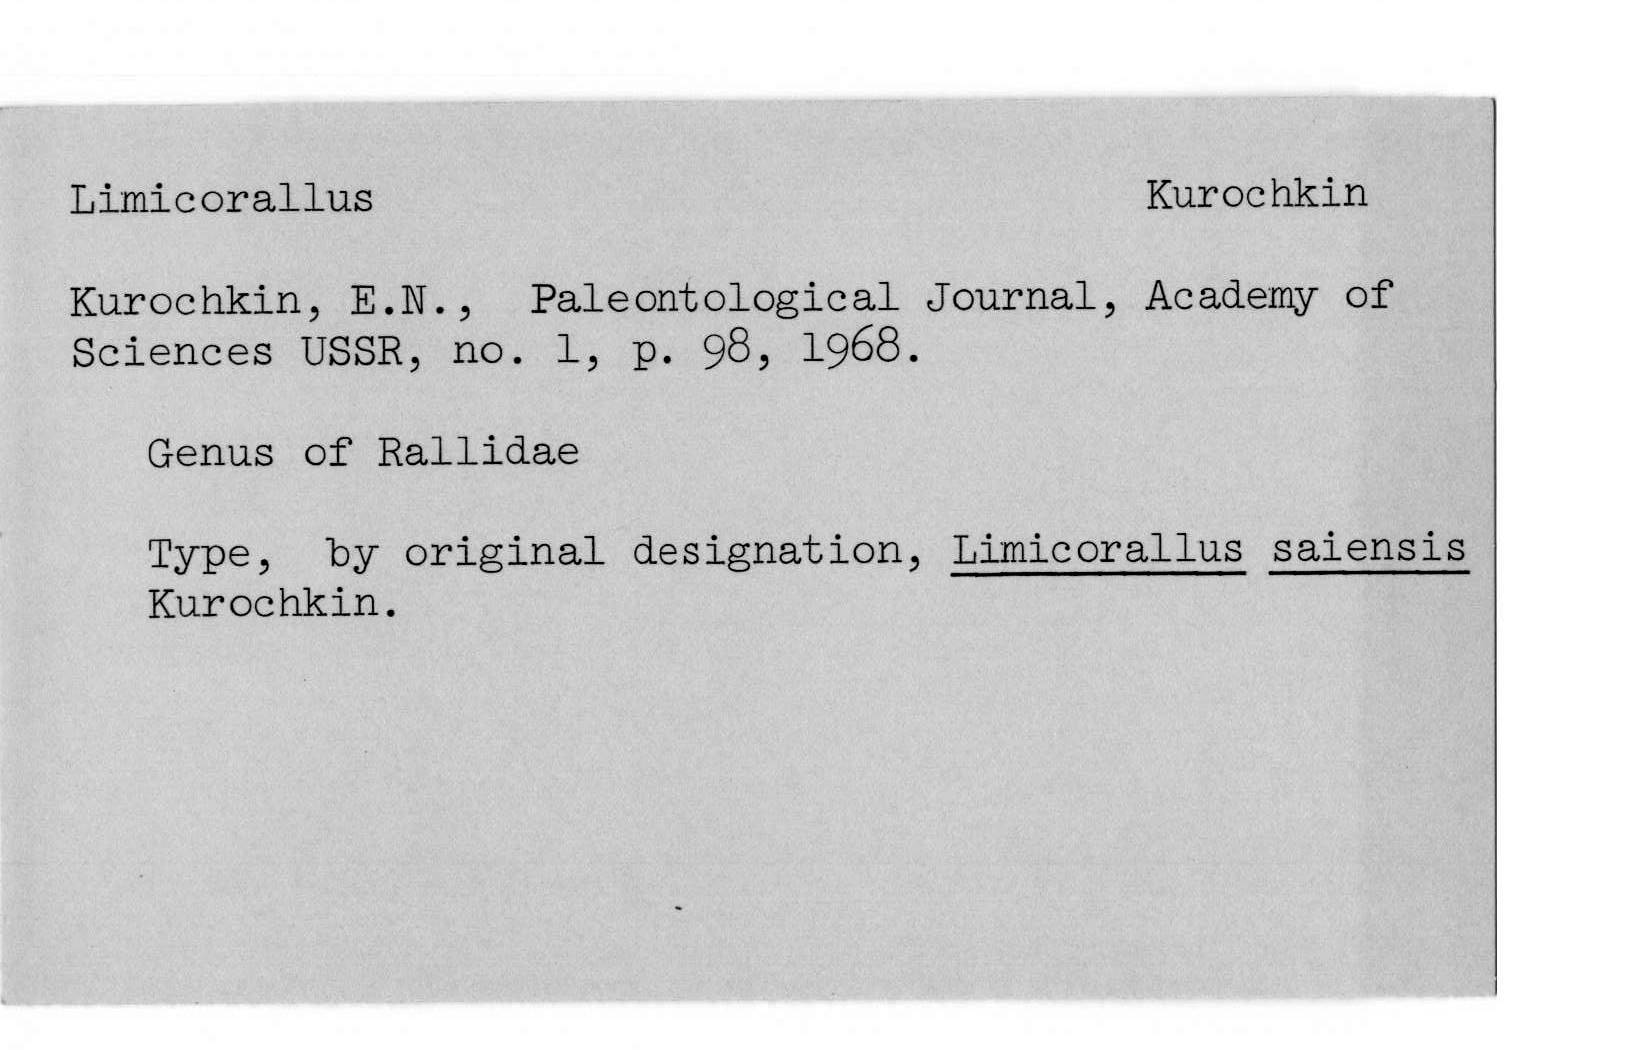 Limicorallus Kurochkin
Kurochkin, E.N., Paleontological Journal, Academy of
Sciences USSR, no. 1, p. 98, 1968.
Genus of Rallidae
Type, by original designation, Limicorallus saiensis
Kurochkin.